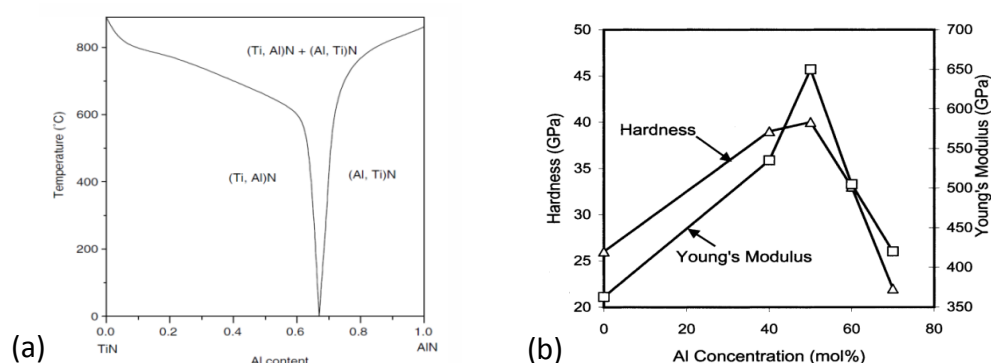 (a)
Temperature (°C)
800
600
400
200
0
(Ti, Al)N + (Al, Ti)N
(Ti, Al)N
(Al, Ti)N
0.0
0.2
0.4
0.6
0.8
1.0
TiN
Al content
AlN
(b)
Hardness (GPa)
50
45
40
35
30
25
20
Hardness
Young's Modulus
700
650
600
550
500
450
400
350
Young's Modulus (GPa)
0
20
40
60
80
Al Concentration (mol%)